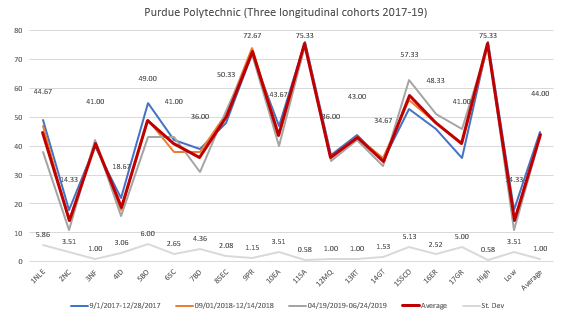 Purdue Polytechnic (Three longitudinal cohorts 2017-19)
80
70
60
50
40
30
20
10
0
44.67
14.33
41.00
18.67
49.00
41.00
36.00
50.33
72.67
43.67
75.33
36.00
43.00
34.67
57.33
48.33
41.00
75.33
14.33
44.00
5.86
3.51
1.00
3.06
6.00
2.65
4.36
2.08
1.15
3.51
0.58
1.00
1.00
1.53
5.13
2.52
5.00
0.58
3.51
1.00
1NLE
2NC
3NF
4ID
5BO
6SC
7BD
8SEC
9PR
10EA
11SA
12MQ
13RT
14GT
15SCD
16ER
17GR
High
Low
Average
9/1/2017-12/28/2017
09/01/2018-12/14/2018
04/19/2019-06/24/2019
Average
St. Dev